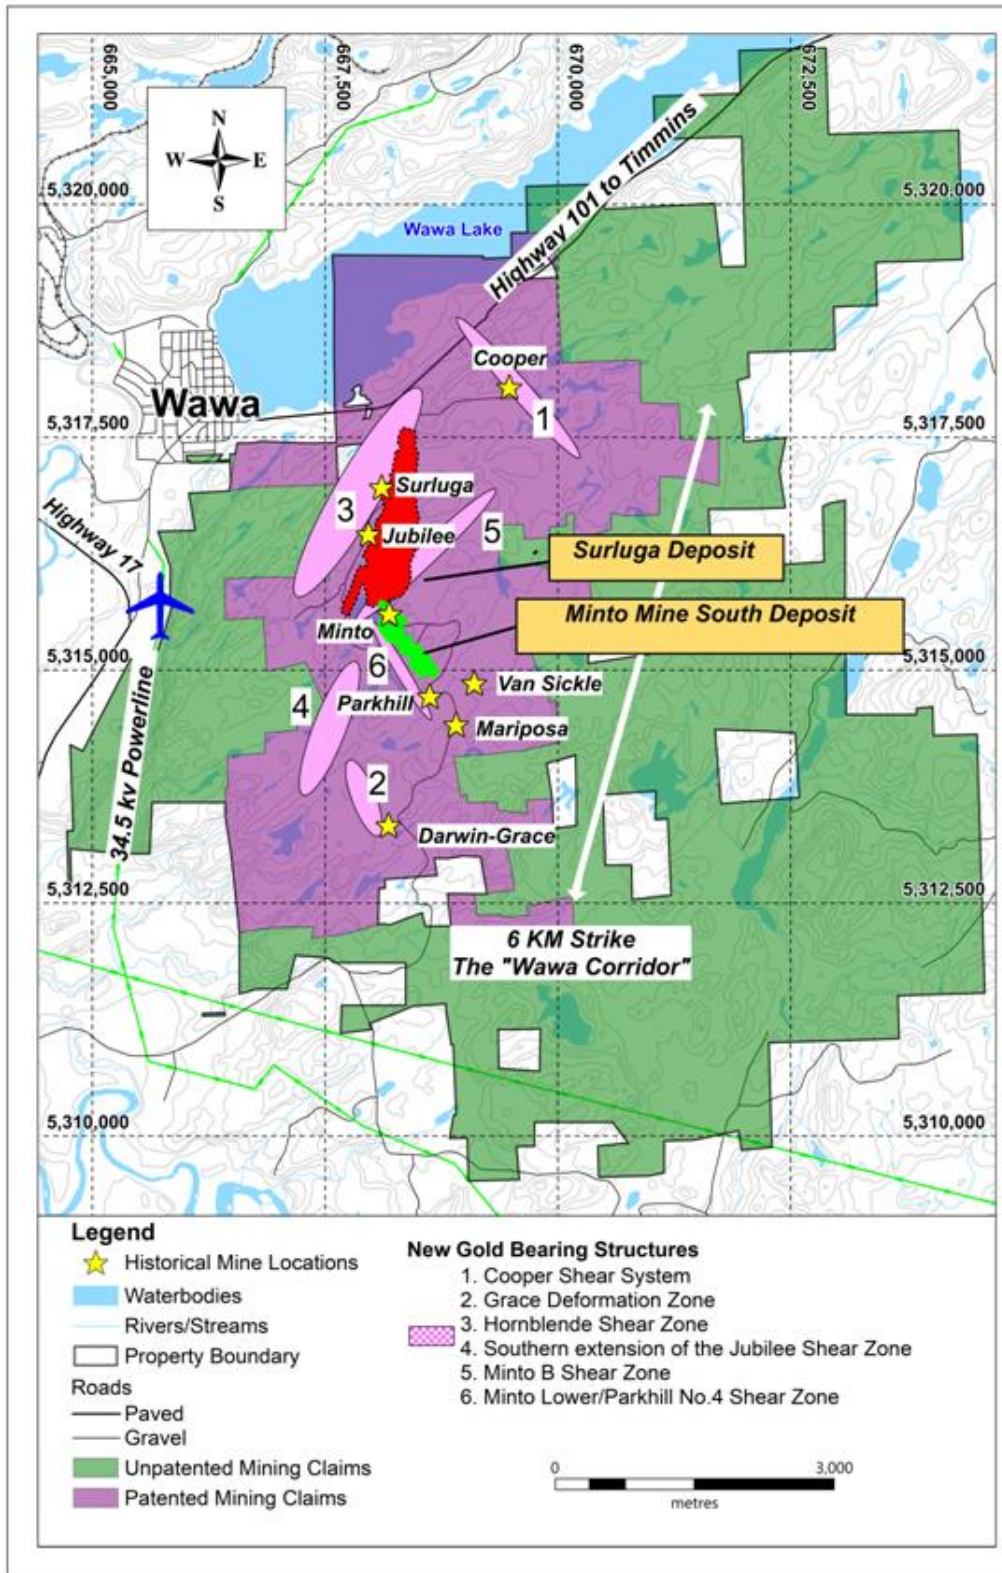 665,000
667,500
670,000
672,500
N
W E
S
5,320,000
5,320,000
Highway 101 to Timmins
Wawa Lake
Cooper
1
Wawa
5,317,500
5,317,500
Surluga
3
Jubilee
5
Highway 17
Surluga Deposit
Minto Mine South Deposit
Minto
5,315,000
5,315,000
6
Van Sickle
Parkhill
4
Mariposa
2
34.5 kv Powerline
Darwin-Grace
5,312,500
5,312,500
6 KM Strike
The "Wawa Corridor"
5,310,000
5,310,000
Legend
Historical Mine Locations
Waterbodies
Rivers/Streams
Property Boundary
Roads
Paved
Gravel
Unpatented Mining Claims
Patented Mining Claims
New Gold Bearing Structures
1. Cooper Shear System
2. Grace Deformation Zone
3. Hornblende Shear Zone
4. Southern extension of the Jubilee Shear Zone
5. Minto B Shear Zone
6. Minto Lower/Parkhill No.4 Shear Zone
0 3,000
metres